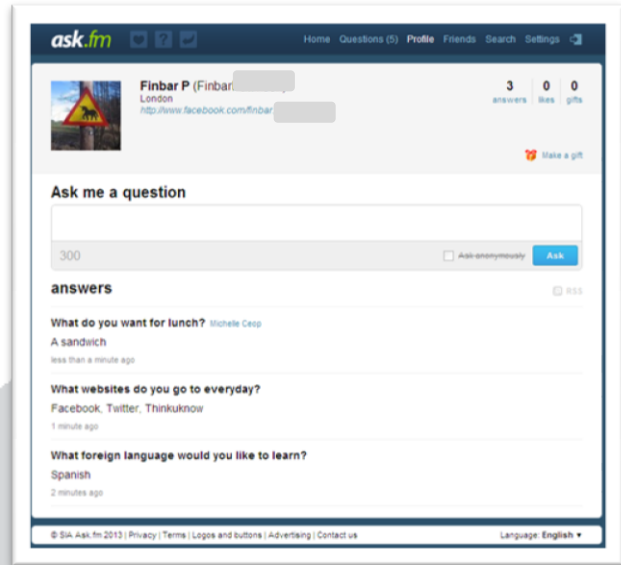 ask.fm Home Questions (5) Profile Friends Search Settings
Finbar P (Finbar
London
http://www.facebook.com/finbar
3 0 0
answers likes gifts
Make a gift
Ask me a question
300 Ask anonymously Ask
answers RSS
What do you want for lunch? Michelle Ceop
A sandwich
less than a minute ago
What websites do you go to everyday?
Facebook, Twitter, Thinkuknow
1 minute ago
What foreign language would you like to learn?
Spanish
2 minutes ago
© SIA Ask.fm 2013 | Privacy | Terms | Logos and buttons | Advertising | Contact us Language: English ▾